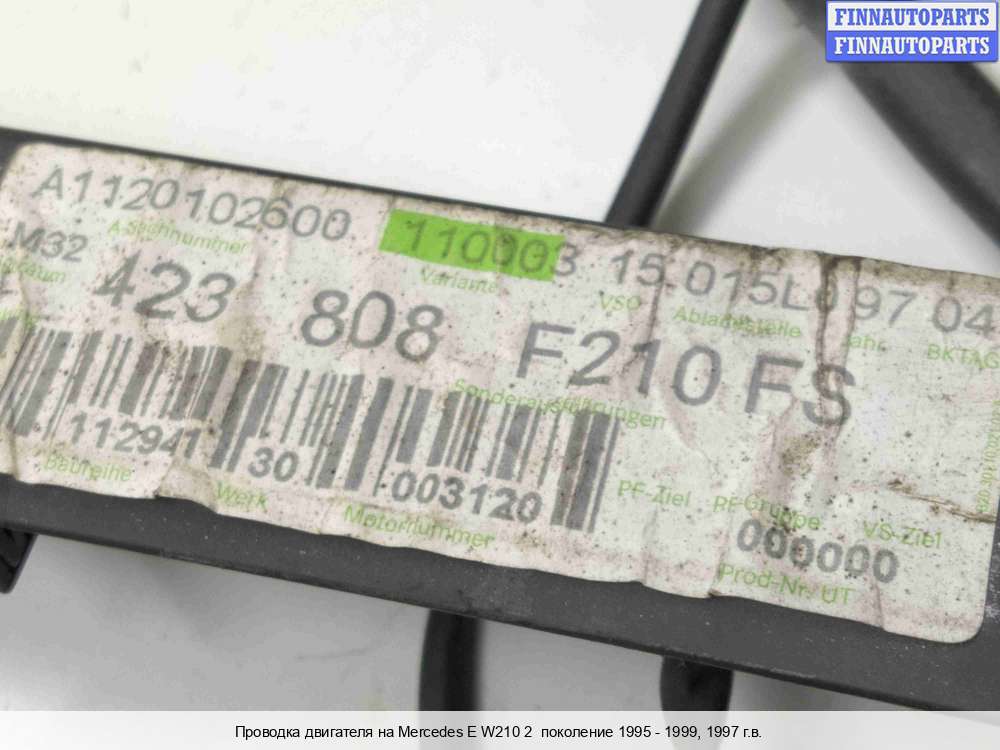 FINNAUTOPARTS
FINNAUTOPARTS
A1120102600 110003 15 015L 97 04
A-Sachnummer Variante VSO Ablaufstelle Jahr BKTAG
M32
423 808 F210 FS
Sonderausführungen
112941 30 003120
Baureihe Werk Motornummer
PF-Ziel PF-Gruppe VS-Ziel
000000
Prod-Nr. UT
Проводка двигателя на Mercedes E W210 2 поколение 1995 - 1999, 1997 г.в.